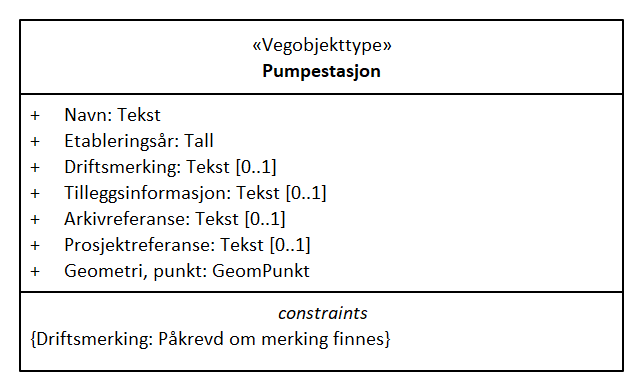 «Vegobjekttype»
Pumpestasjon
+ Navn: Tekst
+ Etableringsår: Tall
+ Driftsmerking: Tekst [0..1]
+ Tilleggsinformasjon: Tekst [0..1]
+ Arkivreferanse: Tekst [0..1]
+ Prosjektreferanse: Tekst [0..1]
+ Geometri, punkt: GeomPunkt
constraints
{Driftsmerking: Påkrevd om merking finnes}